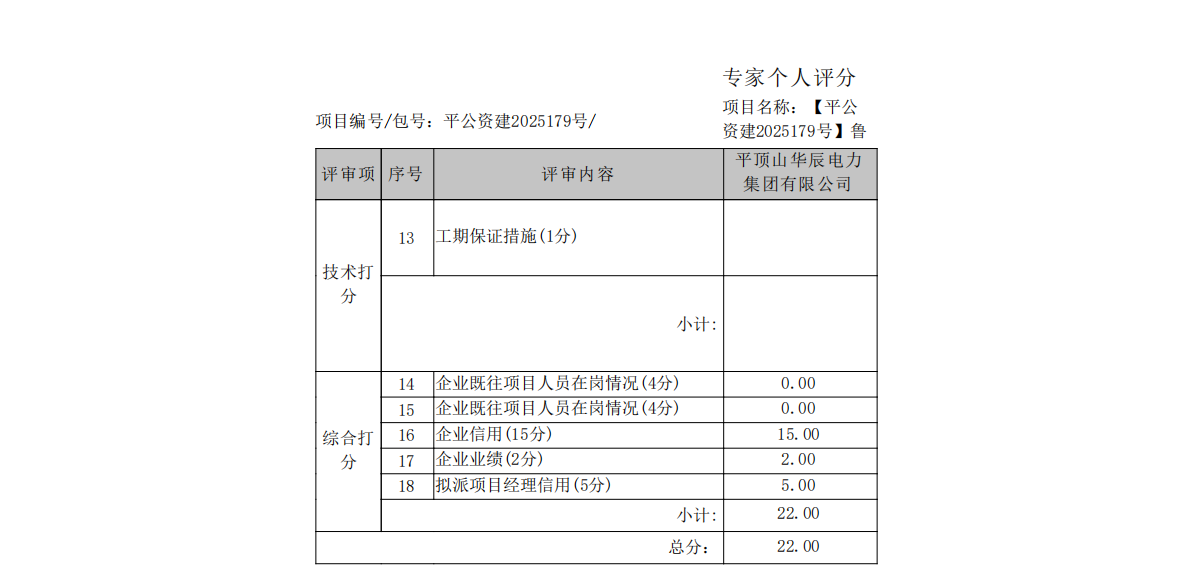 专家个人评分
项目编号/包号：平公资建2025179号/
项目名称：【平公
资建2025179号】鲁
评审项 序号 评审内容 平顶山华辰电力
集团有限公司
技术打
分
13 工期保证措施(1分)
小计:
综合打
分
14 企业既往项目人员在岗情况(4分) 0.00
15 企业既往项目人员在岗情况(4分) 0.00
16 企业信用(15分) 15.00
17 企业业绩(2分) 2.00
18 拟派项目经理信用(5分) 5.00
小计: 22.00
总分: 22.00